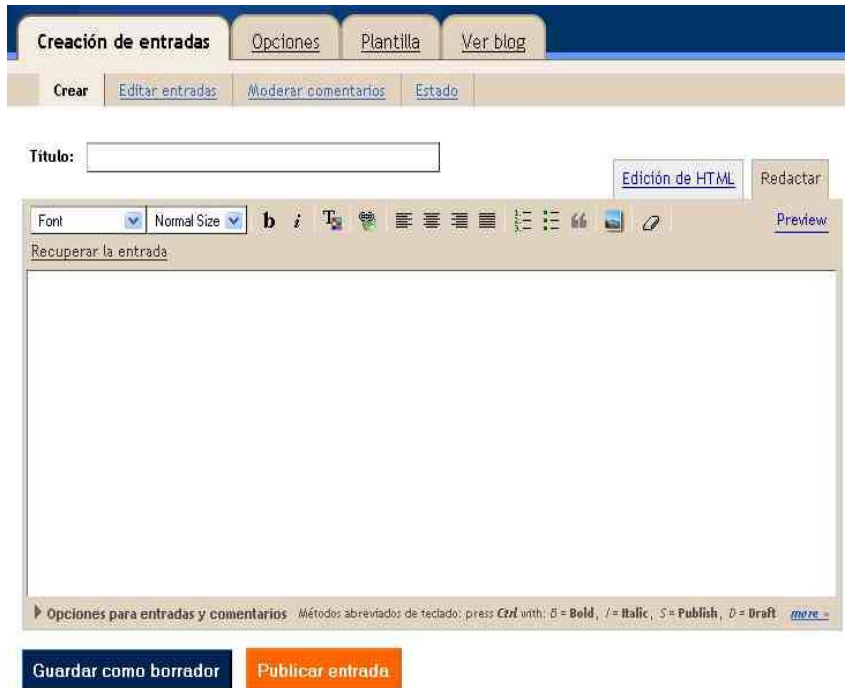 Creación de entradas Opciones Plantilla Ver blog
Crear Editar entradas Moderar comentarios Estado
Título:
Edición de HTML Redactar
Font Normal Size b i T Preview
Recuperar la entrada
Opciones para entradas y comentarios Métodos abreviados de teclado: press Ctrl with: B = Bold, I = Italic, S = Publish, D = Draft more »
Guardar como borrador Publicar entrada